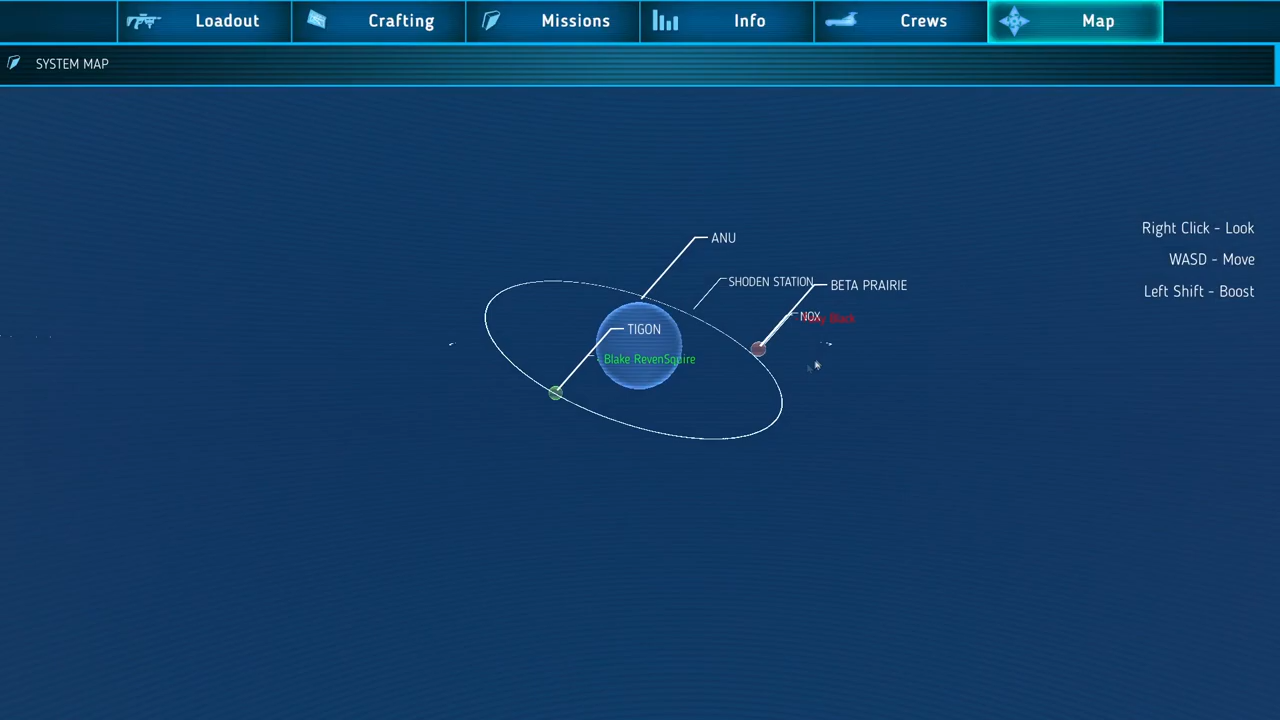 Loadout
Crafting
Missions
Info
Crews
Map
SYSTEM MAP
Right Click - Look
WASD - Move
Left Shift - Boost
ANU
SHODEN STATION
BETA PRAIRIE
NOX
Black
TIGON
Blake RevenSquire